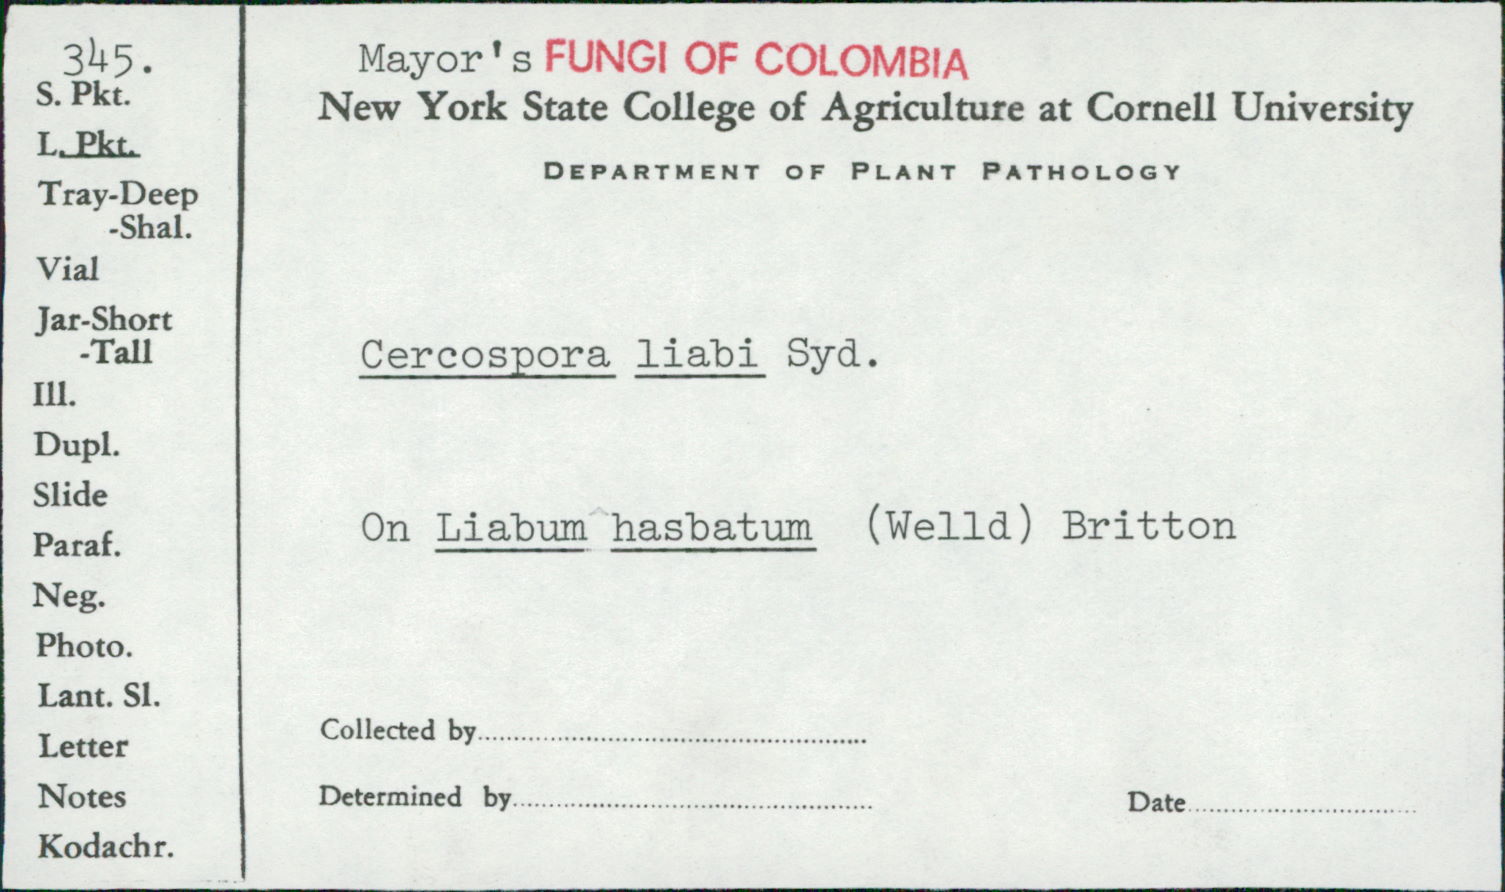 345.
S. Pkt.
L. Pkt.
Tray-Deep
-Shal.
Vial
Jar-Short
-Tall
Ill.
Dupl.
Slide
Paraf.
Neg.
Photo.
Lant. Sl.
Letter
Notes
Kodachr.
Mayor's FUNGI OF COLOMBIA
New York State College of Agriculture at Cornell University
DEPARTMENT OF PLANT PATHOLOGY
Cercospora liabi Syd.
On Liabum hasbatum (Welld) Britton
Collected by
Determined by
Date